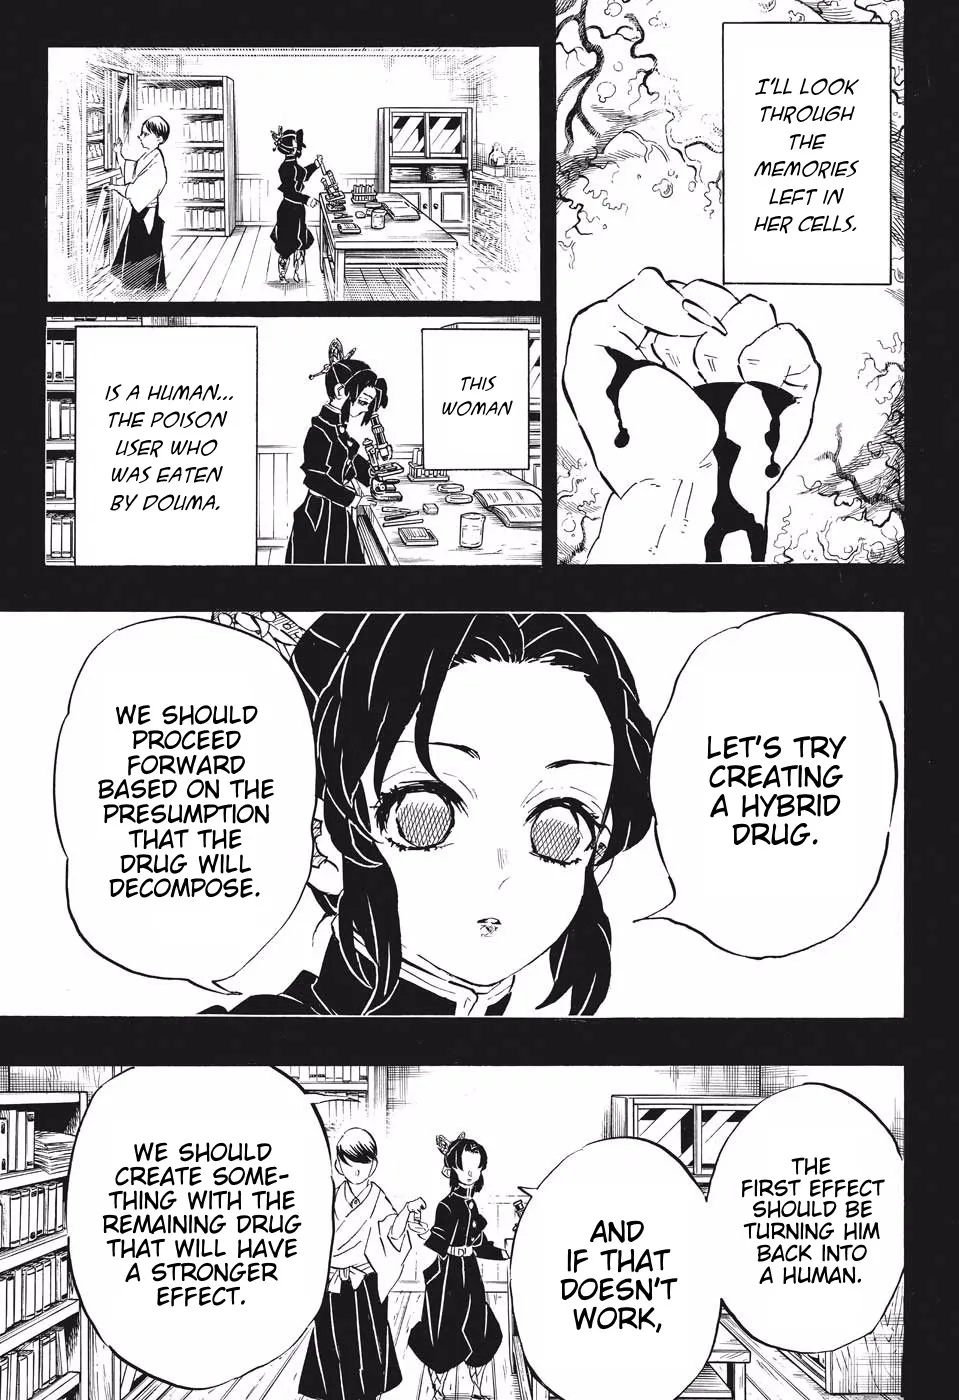 I'LL LOOK
THROUGH
THE
MEMORIES
LEFT IN
HER CELLS.
THIS
WOMAN
IS A HUMAN...
THE POISON
USER WHO
WAS EATEN
BY DOUMA.
LET'S TRY
CREATING
A HYBRID
DRUG.
WE SHOULD
PROCEED
FORWARD
BASED ON THE
PRESUMPTION
THAT THE
DRUG WILL
DECOMPOSE.
THE
FIRST EFFECT
SHOULD BE
TURNING HIM
BACK INTO
A HUMAN.
AND
IF THAT
DOESN'T
WORK,
WE SHOULD
CREATE SOME-
THING WITH THE
REMAINING DRUG
THAT WILL HAVE
A STRONGER
EFFECT.